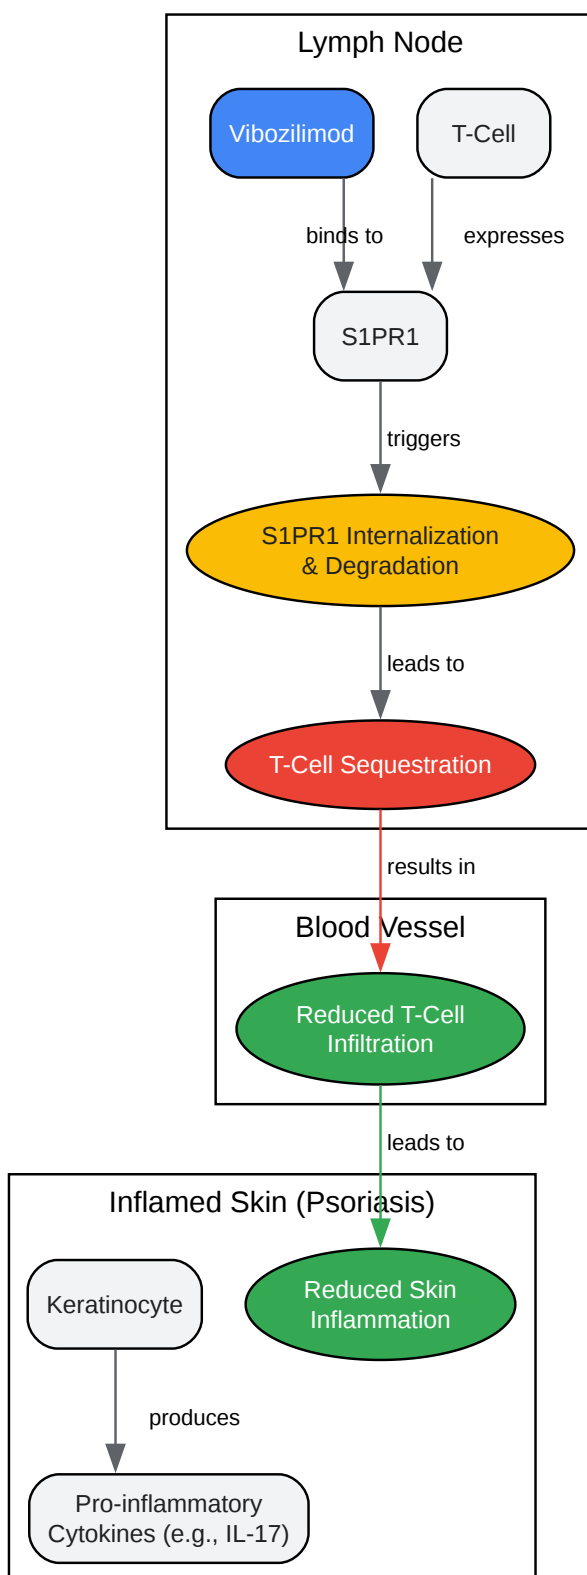 Lymph Node
Vibozilimod
T-Cell
binds to
expresses
S1PR1
triggers
S1PR1 Internalization
& Degradation
leads to
T-Cell Sequestration
results in
Blood Vessel
Reduced T-Cell
Infiltration
leads to
Inflamed Skin (Psoriasis)
Keratinocyte
Reduced Skin
Inflammation
produces
Pro-inflammatory
Cytokines (e.g., IL-17)